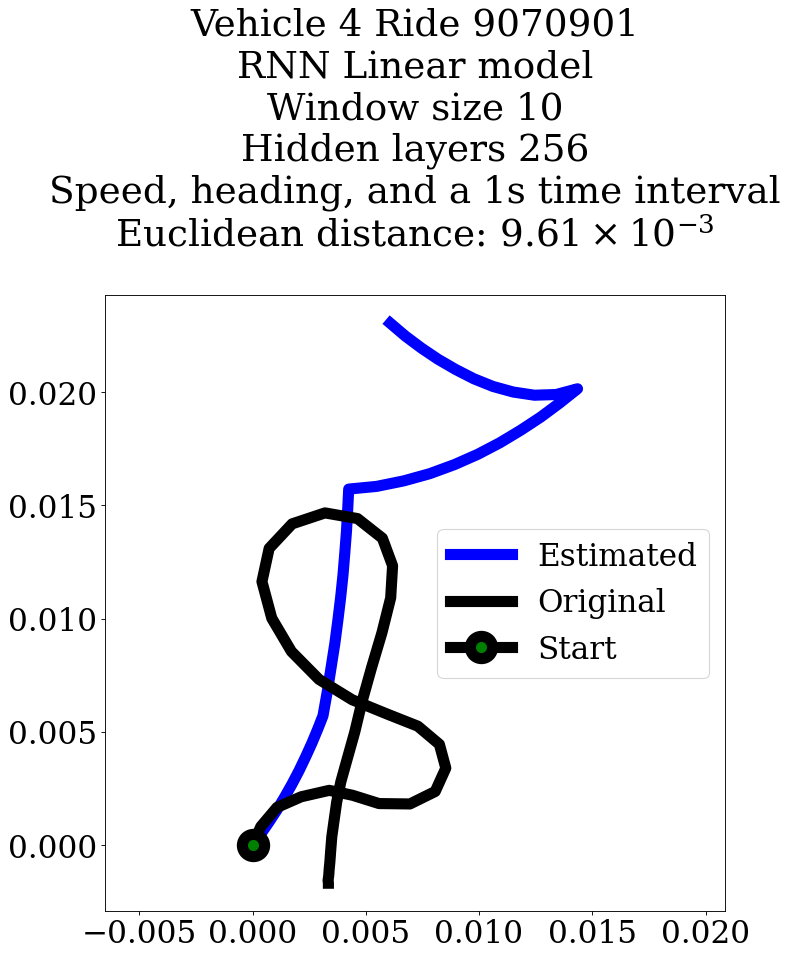 Vehicle 4 Ride 9070901
RNN Linear model
Window size 10
Hidden layers 256
Speed, heading, and a 1s time interval
Euclidean distance: 9.61 × 10⁻³
0.020
0.015
0.010
0.005
0.000
Estimated
Original
Start
−0.005 0.000 0.005 0.010 0.015 0.020